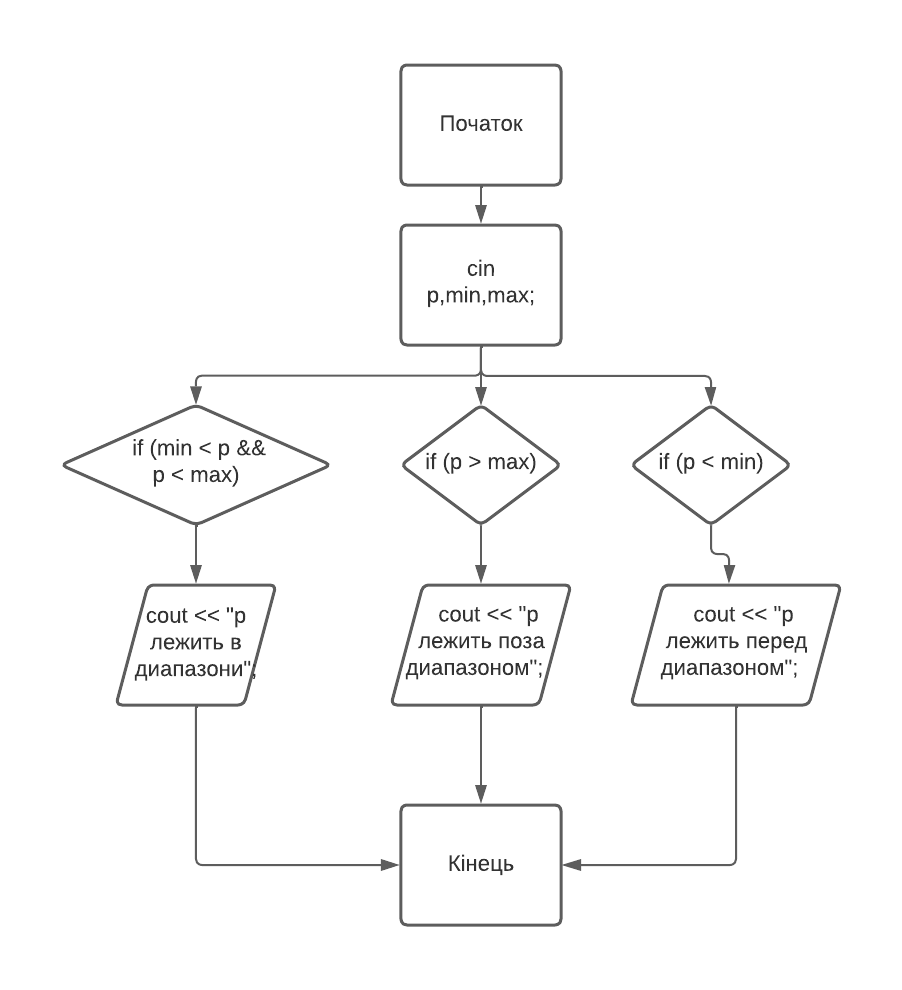 Початок
cin
p,min,max;
if (min < p &&
p < max)
if (p > max)
if (p < min)
cout << "p
лежить в
диапазони";
cout << "p
лежить поза
диапазоном";
cout << "p
лежить перед
диапазоном";
Кінець